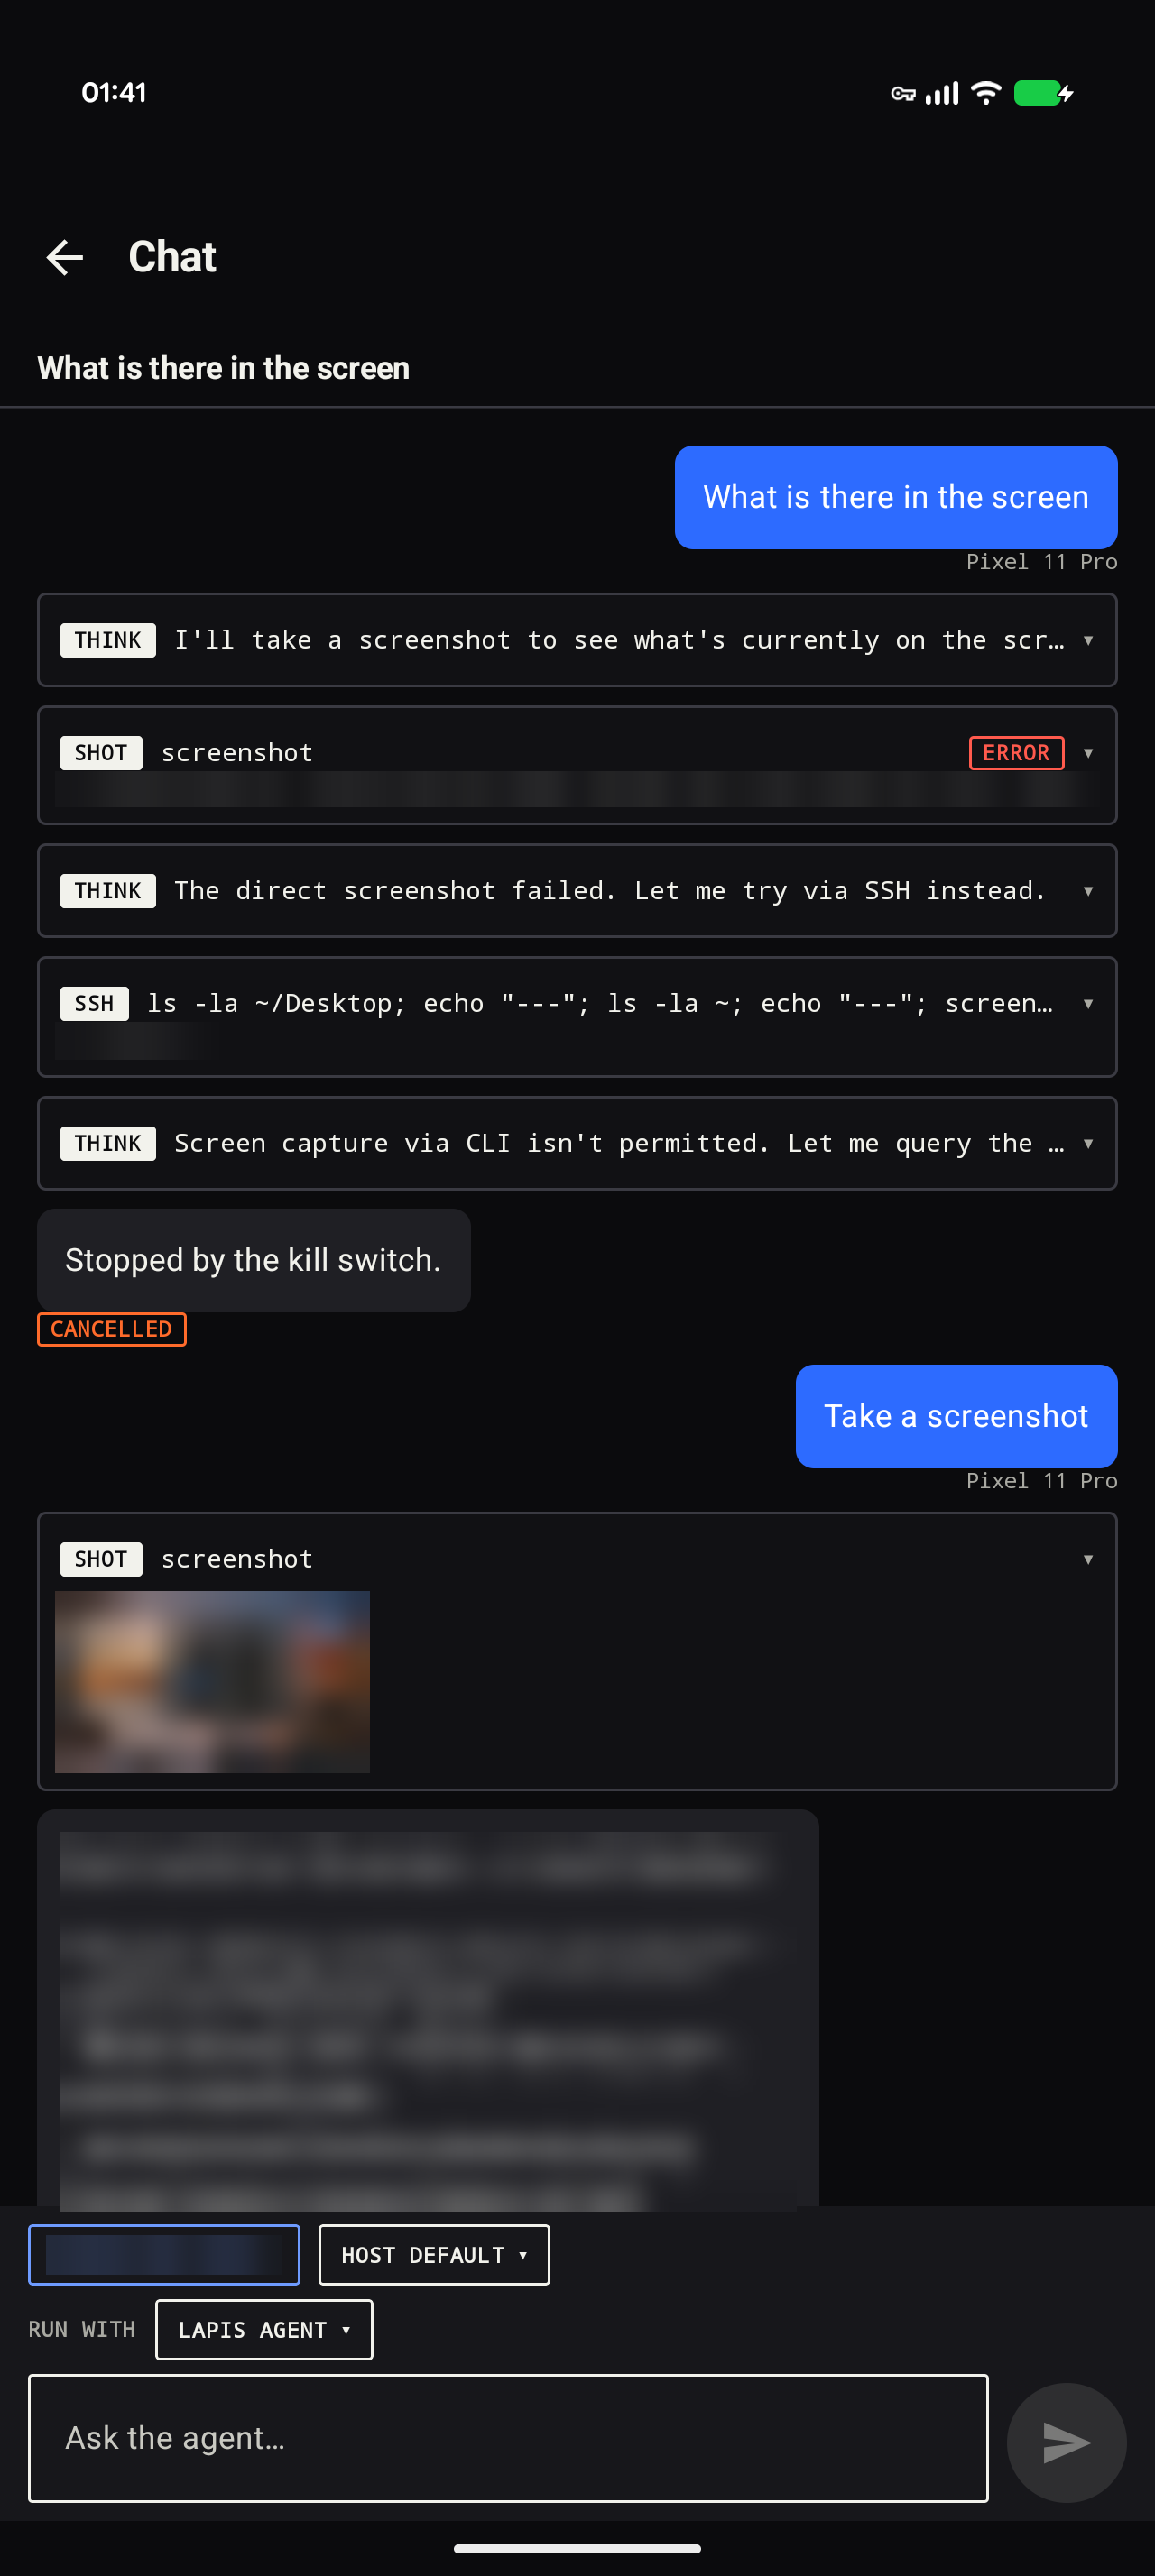 01:41
Chat
What is there in the screen
What is there in the screen
Pixel 11 Pro
THINK I'll take a screenshot to see what's currently on the scr…
SHOT screenshot ERROR
THINK The direct screenshot failed. Let me try via SSH instead.
SSH ls -la ~/Desktop; echo "---"; ls -la ~; echo "---"; screen…
THINK Screen capture via CLI isn't permitted. Let me query the …
Stopped by the kill switch.
CANCELLED
Take a screenshot
Pixel 11 Pro
SHOT screenshot
HOST DEFAULT
RUN WITH LAPIS AGENT
Ask the agent…